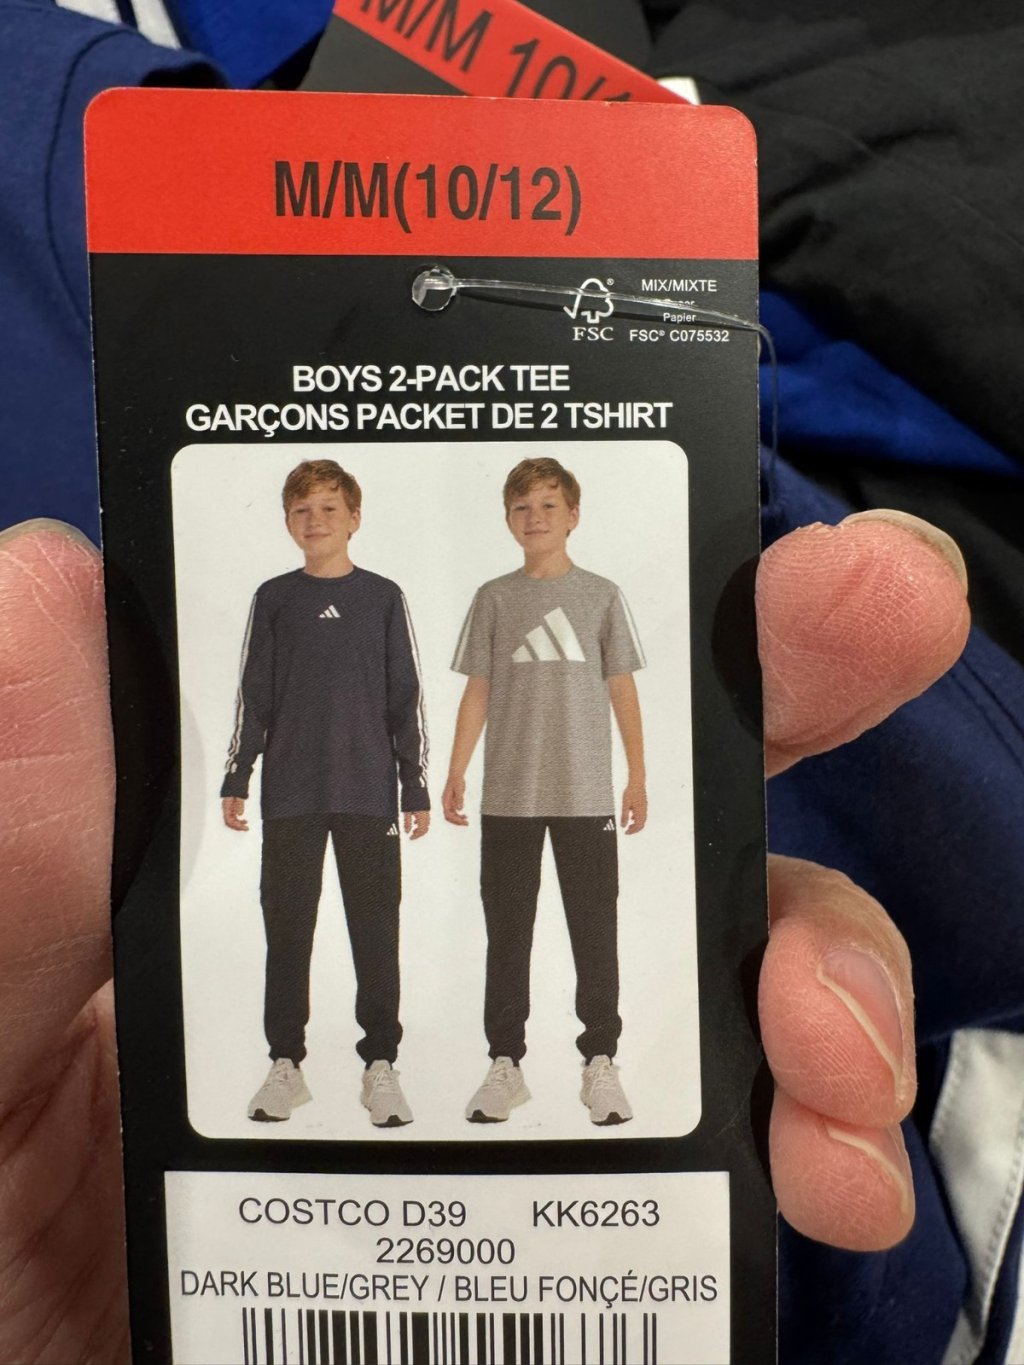 M/M 10/
M/M(10/12)
MIX/MIXTE
Papier
FSC FSC® C075532
BOYS 2-PACK TEE
GARÇONS PACKET DE 2 TSHIRT
COSTCO D39 KK6263
2269000
DARK BLUE/GREY / BLEU FONÇÉ/GRIS